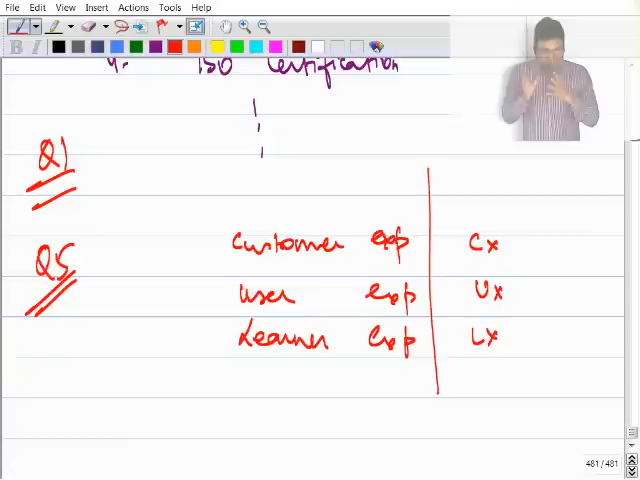 File Edit View Insert Actions Tools Help
4. ISO Certification
Q1
Customer exp Cx
Q5
User exp Ux
Learner Exp Lx
481 / 481